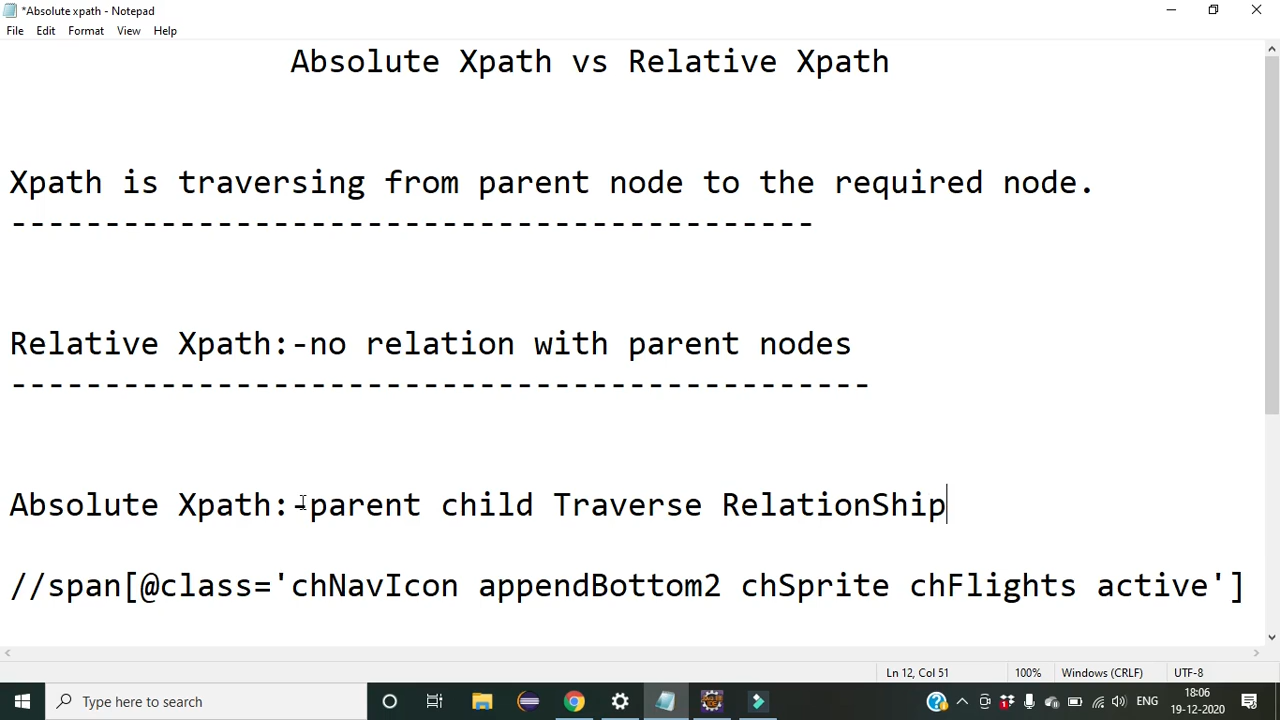 *Absolute xpath - Notepad
File Edit Format View Help
Absolute Xpath vs Relative Xpath
Xpath is traversing from parent node to the required node.
-------------------------------------------
Relative Xpath:-no relation with parent nodes
----------------------------------------------
Absolute Xpath:-parent child Traverse RelationShip
//span[@class='chNavIcon appendBottom2 chSprite chFlights active']
Ln 12, Col 51 100% Windows (CRLF) UTF-8
Type here to search
ENG
18:06
19-12-2020